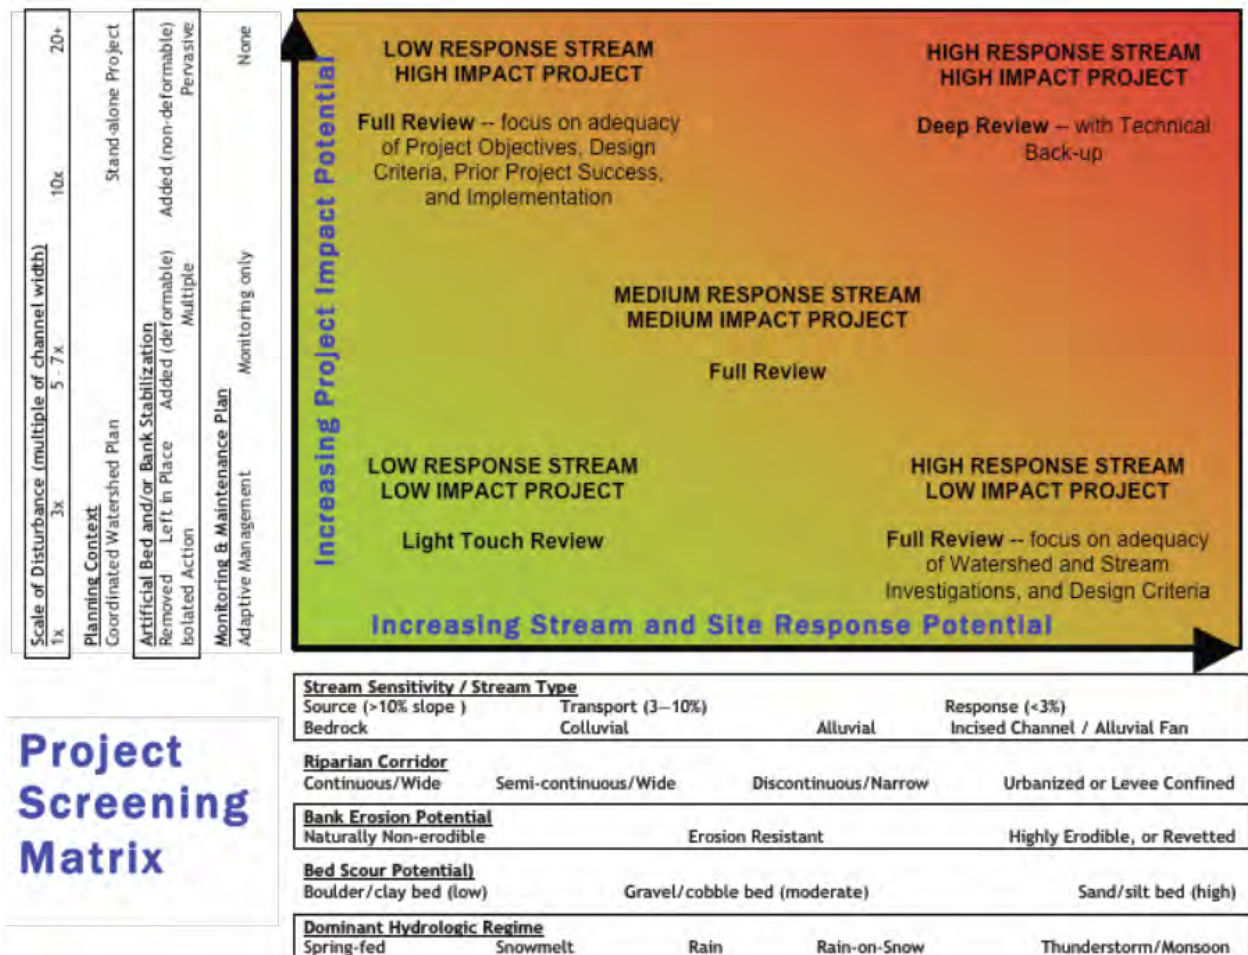 Scale of Disturbance (multiple of channel width)
1x 3x 5 - 7x 10x 20+
Planning Context
Coordinated Watershed Plan Stand-alone Project
Artificial Bed and/or Bank Stabilization
Removed Left in Place Added (deformable) Added (non-deformable)
Isolated Action Multiple Pervasive
Monitoring & Maintenance Plan
Adaptive Management Monitoring only None
Increasing Project Impact Potential
LOW RESPONSE STREAM
HIGH IMPACT PROJECT
Full Review -- focus on adequacy
of Project Objectives, Design
Criteria, Prior Project Success,
and Implementation
HIGH RESPONSE STREAM
HIGH IMPACT PROJECT
Deep Review – with Technical
Back-up
MEDIUM RESPONSE STREAM
MEDIUM IMPACT PROJECT
Full Review
LOW RESPONSE STREAM
LOW IMPACT PROJECT
Light Touch Review
HIGH RESPONSE STREAM
LOW IMPACT PROJECT
Full Review -- focus on adequacy
of Watershed and Stream
Investigations, and Design Criteria
Increasing Stream and Site Response Potential
Project
Screening
Matrix
Stream Sensitivity / Stream Type
Source (>10% slope ) Transport (3—10%) Response (<3%)
Bedrock Colluvial Alluvial Incised Channel / Alluvial Fan
Riparian Corridor
Continuous/Wide Semi-continuous/Wide Discontinuous/Narrow Urbanized or Levee Confined
Bank Erosion Potential
Naturally Non-erodible Erosion Resistant Highly Erodible, or Revetted
Bed Scour Potential)
Boulder/clay bed (low) Gravel/cobble bed (moderate) Sand/silt bed (high)
Dominant Hydrologic Regime
Spring-fed Snowmelt Rain Rain-on-Snow Thunderstorm/Monsoon